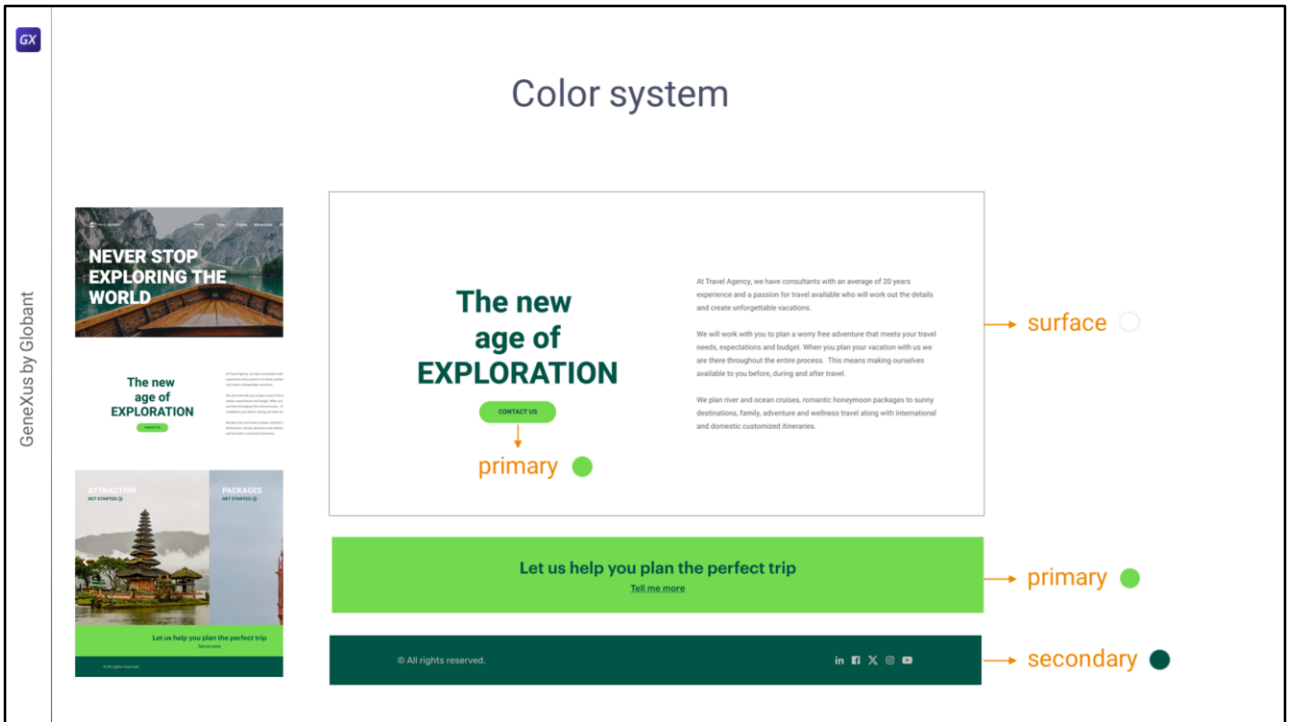 GX
GeneXus by Globant
Color system
NEVER STOP
EXPLORING THE
WORLD
The new
age of
EXPLORATION
CONTACT US
ATTRACTION
GET STARTED
PACKAGES
GET STARTED
Let us help you plan the perfect trip
Tell me more
© All rights reserved.
The new
age of
EXPLORATION
CONTACT US
primary
At Travel Agency, we have consultants with an average of 20 years
experience and a passion for travel available who will work out the details
and create unforgettable vacations.
We will work with you to plan a worry free adventure that meets your travel
needs, expectations and budget. When you plan your vacation with us we
are there throughout the entire process. This means making ourselves
available to you before, during and after travel.
We plan river and ocean cruises, romantic honeymoon packages to sunny
destinations, family, adventure and wellness travel along with international
and domestic customized itineraries.
surface
Let us help you plan the perfect trip
Tell me more
primary
© All rights reserved.
secondary